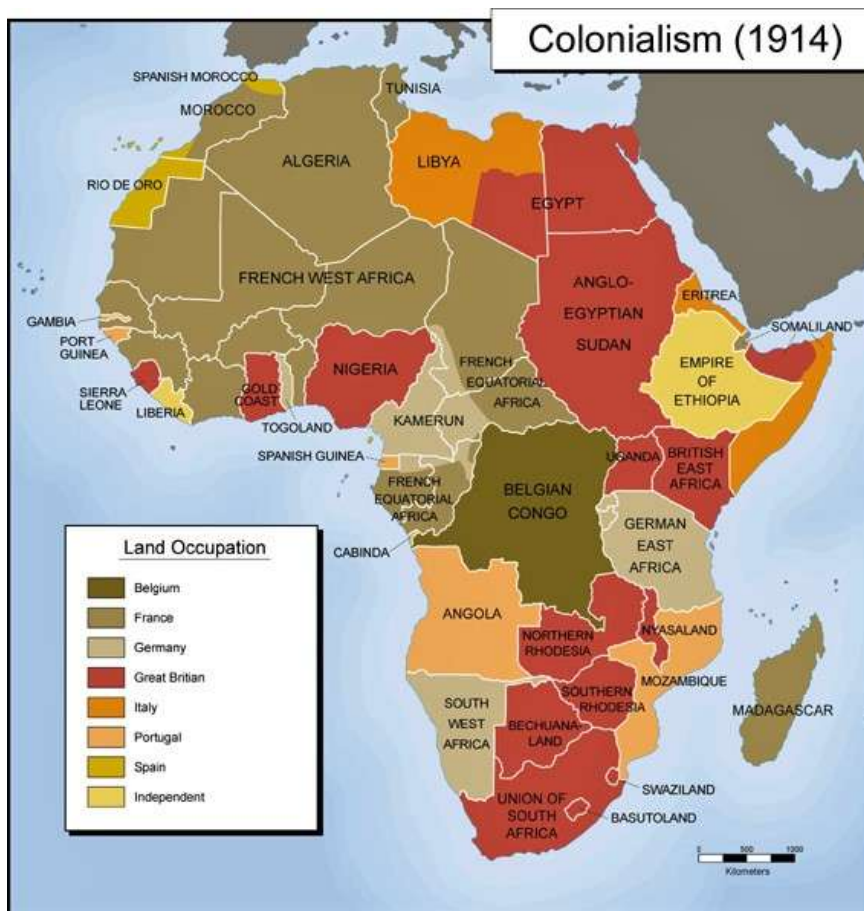 Colonialism (1914)
SPANISH MOROCCO
MOROCCO
TUNISIA
ALGERIA
LIBYA
EGYPT
RIO DE ORO
FRENCH WEST AFRICA
ANGLO-
EGYPTIAN
SUDAN
ERITREA
SOMALILAND
GAMBIA
PORT
GUINEA
SIERRA
LEONE
LIBERIA
GOLD
COAST
TOGOLAND
NIGERIA
FRENCH
EQUATORIAL
AFRICA
EMPIRE
OF
ETHIOPIA
KAMERUN
SPANISH GUINEA
FRENCH
EQUATORIAL
AFRICA
CABINDA
BELGIAN
CONGO
UGANDA
BRITISH
EAST
AFRICA
GERMAN
EAST
AFRICA
ANGOLA
NORTHERN
RHODESIA
NYASALAND
MOZAMBIQUE
SOUTHERN
RHODESIA
MADAGASCAR
SOUTH
WEST
AFRICA
BECHUANA-
LAND
SWAZILAND
BASUTOLAND
UNION OF
SOUTH
AFRICA
Land Occupation
Belgium
France
Germany
Great Britian
Italy
Portugal
Spain
Independent
0 500 1000
Kilometers